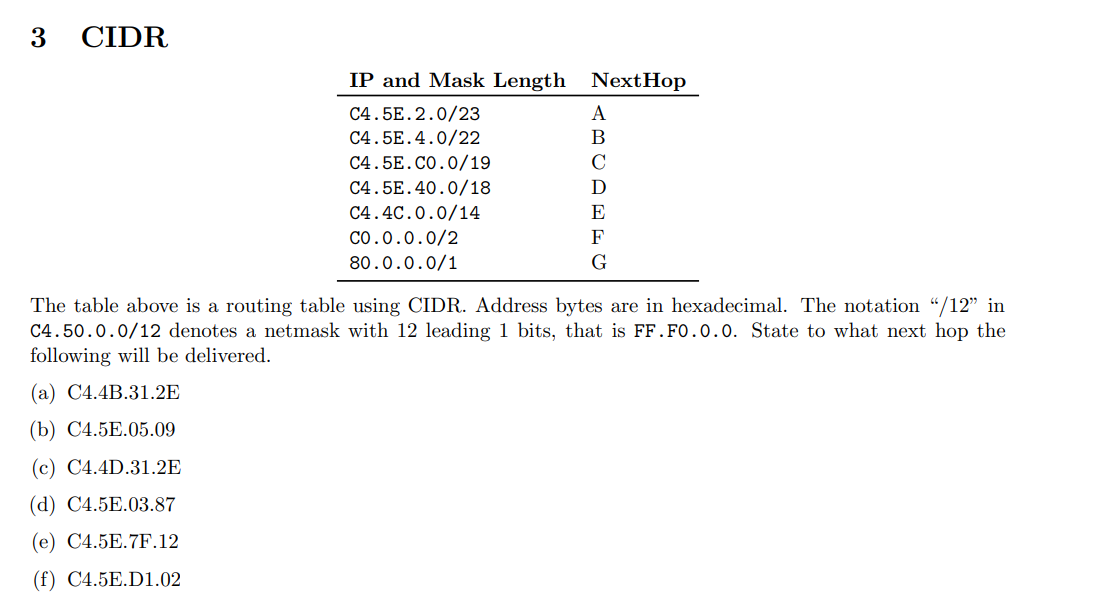 3 CIDR
IP and Mask Length NextHop
C4.5E.2.0/23 A
C4.5E.4.0/22 B
C4.5E.C0.0/19 C
C4.5E.40.0/18 D
C4.4C.0.0/14 E
C0.0.0.0/2 F
80.0.0.0/1 G
The table above is a routing table using CIDR. Address bytes are in hexadecimal. The notation “/12” in
C4.50.0.0/12 denotes a netmask with 12 leading 1 bits, that is FF.F0.0.0. State to what next hop the
following will be delivered.
(a) C4.4B.31.2E
(b) C4.5E.05.09
(c) C4.4D.31.2E
(d) C4.5E.03.87
(e) C4.5E.7F.12
(f) C4.5E.D1.02